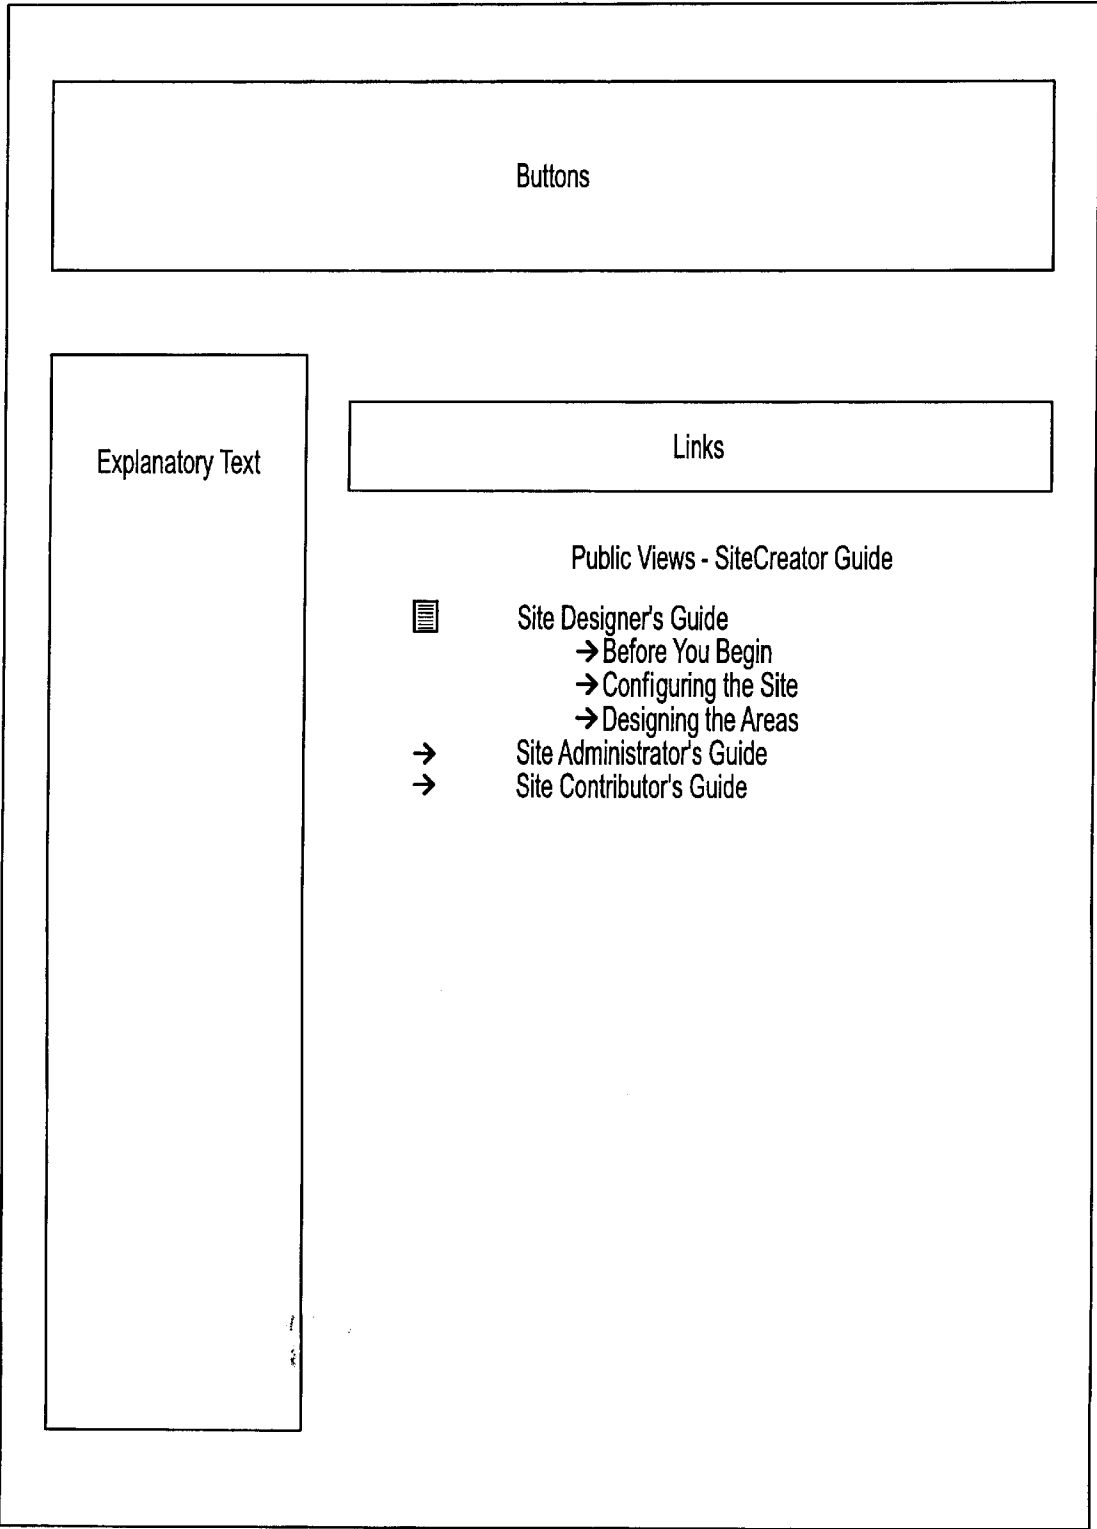 Buttons
Explanatory Text
Links
Public Views - SiteCreator Guide
Site Designer's Guide
→Before You Begin
→Configuring the Site
→Designing the Areas
→ Site Administrator's Guide
→ Site Contributor's Guide